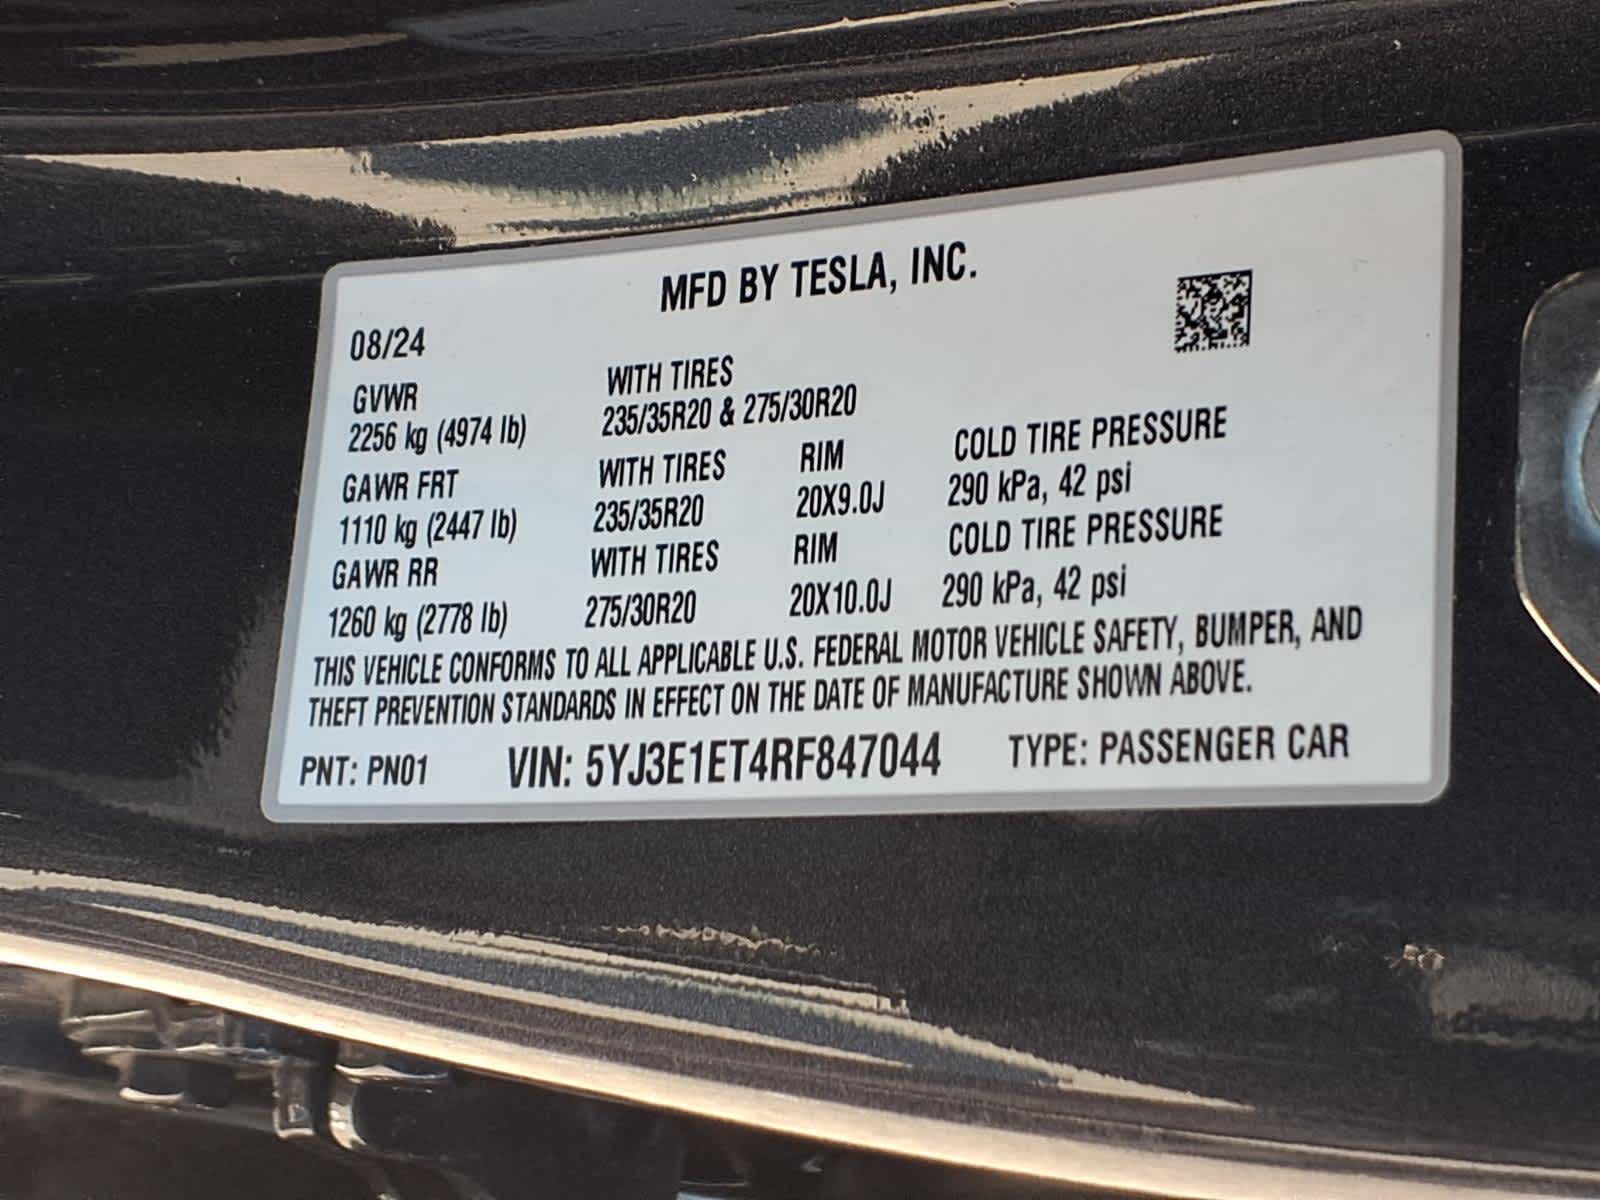 MFD BY TESLA, INC.
08/24
GVWR WITH TIRES
2256 kg (4974 lb) 235/35R20 & 275/30R20
GAWR FRT WITH TIRES RIM COLD TIRE PRESSURE
1110 kg (2447 lb) 235/35R20 20X9.0J 290 kPa, 42 psi
GAWR RR WITH TIRES RIM COLD TIRE PRESSURE
1260 kg (2778 lb) 275/30R20 20X10.0J 290 kPa, 42 psi
THIS VEHICLE CONFORMS TO ALL APPLICABLE U.S. FEDERAL MOTOR VEHICLE SAFETY, BUMPER, AND
THEFT PREVENTION STANDARDS IN EFFECT ON THE DATE OF MANUFACTURE SHOWN ABOVE.
PNT: PN01 VIN: 5YJ3E1ET4RF847044 TYPE: PASSENGER CAR